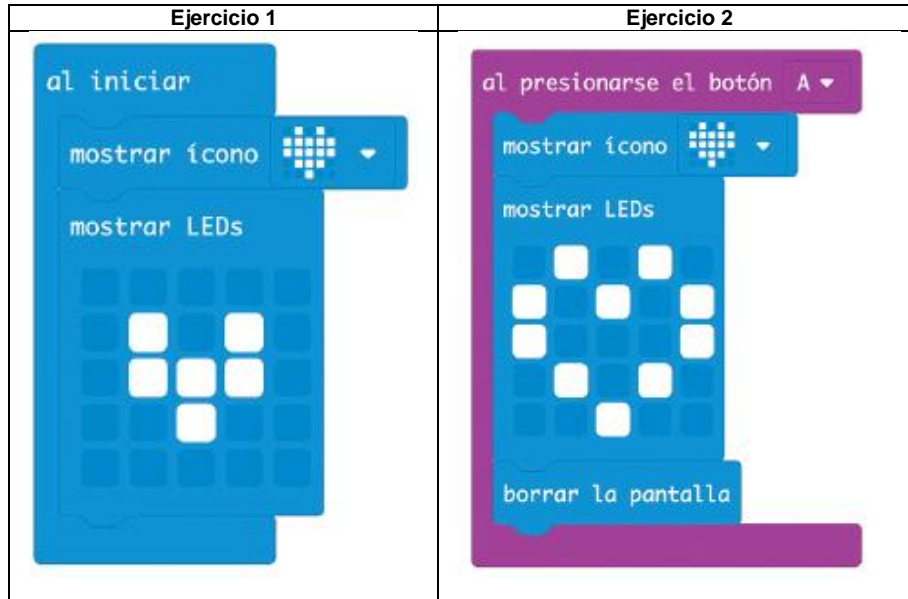 Ejercicio 1
Ejercicio 2
al iniciar
mostrar ícono
mostrar LEDs
al presionarse el botón A
mostrar ícono
mostrar LEDs
borrar la pantalla